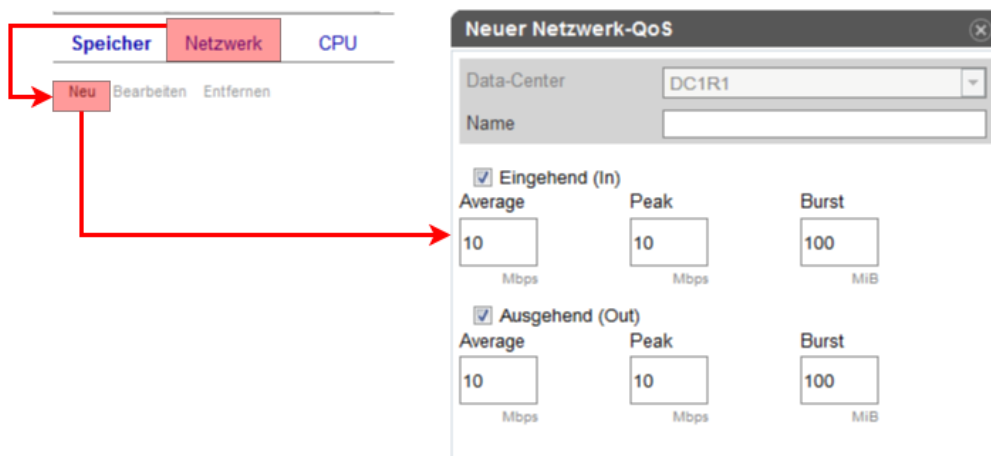 Speicher Netzwerk CPU
Neu Bearbeiten Entfernen
Neuer Netzwerk-QoS
Data-Center DC1R1
Name
Eingehend (In)
Average Peak Burst
10 10 100
Mbps Mbps MiB
Ausgehend (Out)
Average Peak Burst
10 10 100
Mbps Mbps MiB